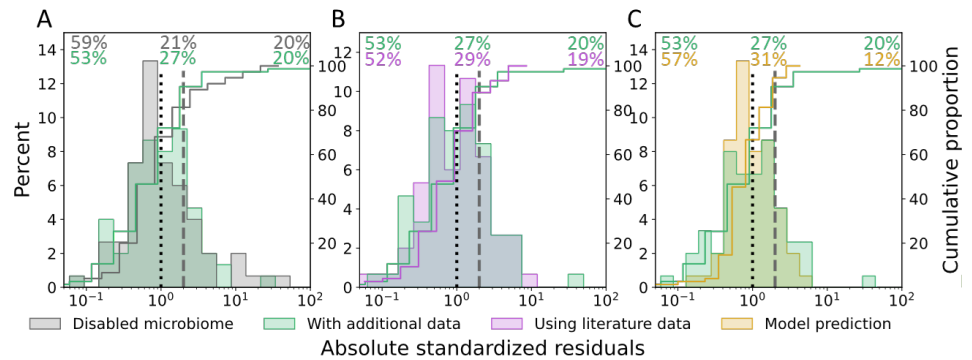 A
B
C
59% 21% 20%
53% 27% 20%
53% 27% 20%
52% 29% 19%
53% 27% 20%
57% 31% 12%
Percent
14
12
10
8
6
4
2
0
100
80
60
40
20
0
12
10
8
6
4
2
0
100
80
60
40
20
0
14
12
10
8
6
4
2
0
100
80
60
40
20
0
Cumulative proportion
10⁻¹ 10⁰ 10¹ 10²
10⁻¹ 10⁰ 10¹ 10²
10⁻¹ 10⁰ 10¹ 10²
Disabled microbiome With additional data Using literature data Model prediction
Absolute standardized residuals